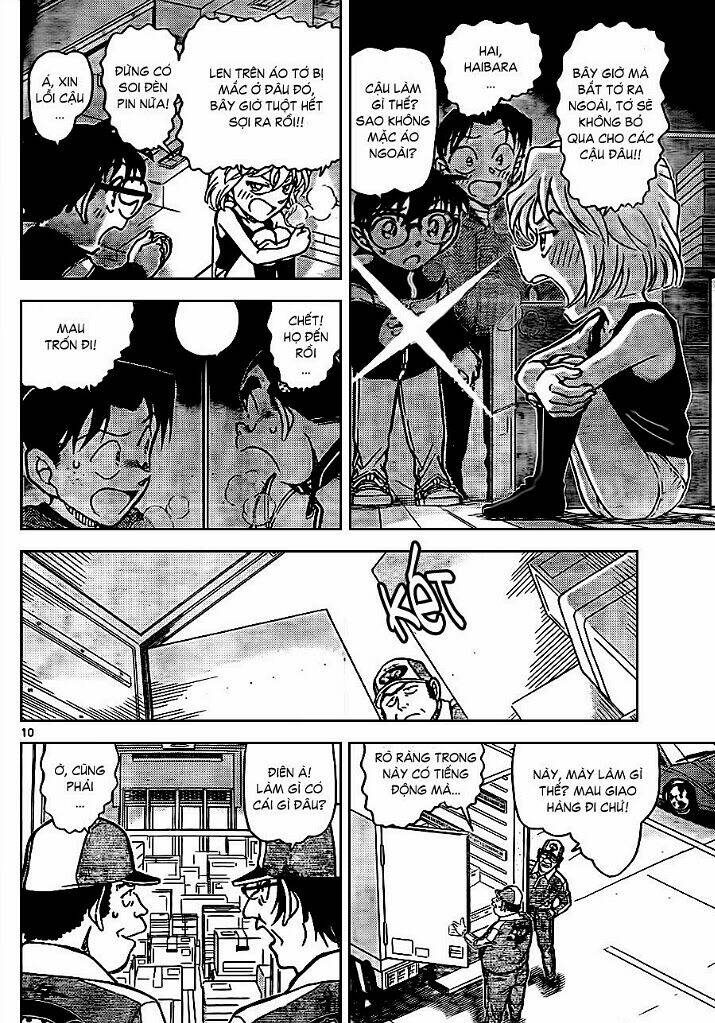 BÂY GIỜ MÀ
BẮT TỚ RA
NGOÀI, TỚ SẼ
KHÔNG BỎ
QUA CHO CÁC
CẬU ĐÂU!!
HAI,
HAIBARA
...
CẬU LÀM
GÌ THẾ?
SAO KHÔNG
MẶC ÁO
NGOÀI?
LEN TRÊN ÁO TỚ BỊ
MẮC Ở ĐÂU ĐÓ,
BÂY GIỜ TUỘT HẾT
SỢI RA RỒI!!
ĐỪNG CÓ
SOI ĐÈN
PIN NỮA!
Á, XIN
LỖI CẬU
...
CHẾT!
HỌ ĐẾN
RỒI
...
MAU
TRỐN ĐI!
KÉT
10
NÀY, MÀY LÀM GÌ
THẾ? MAU GIAO
HÀNG ĐI CHỨ!
RÕ RÀNG TRONG
NÀY CÓ TIẾNG
ĐỘNG MÀ...
ĐIÊN À!
LÀM GÌ CÓ
CÁI GÌ ĐÂU?
Ờ, CŨNG
PHẢI
...